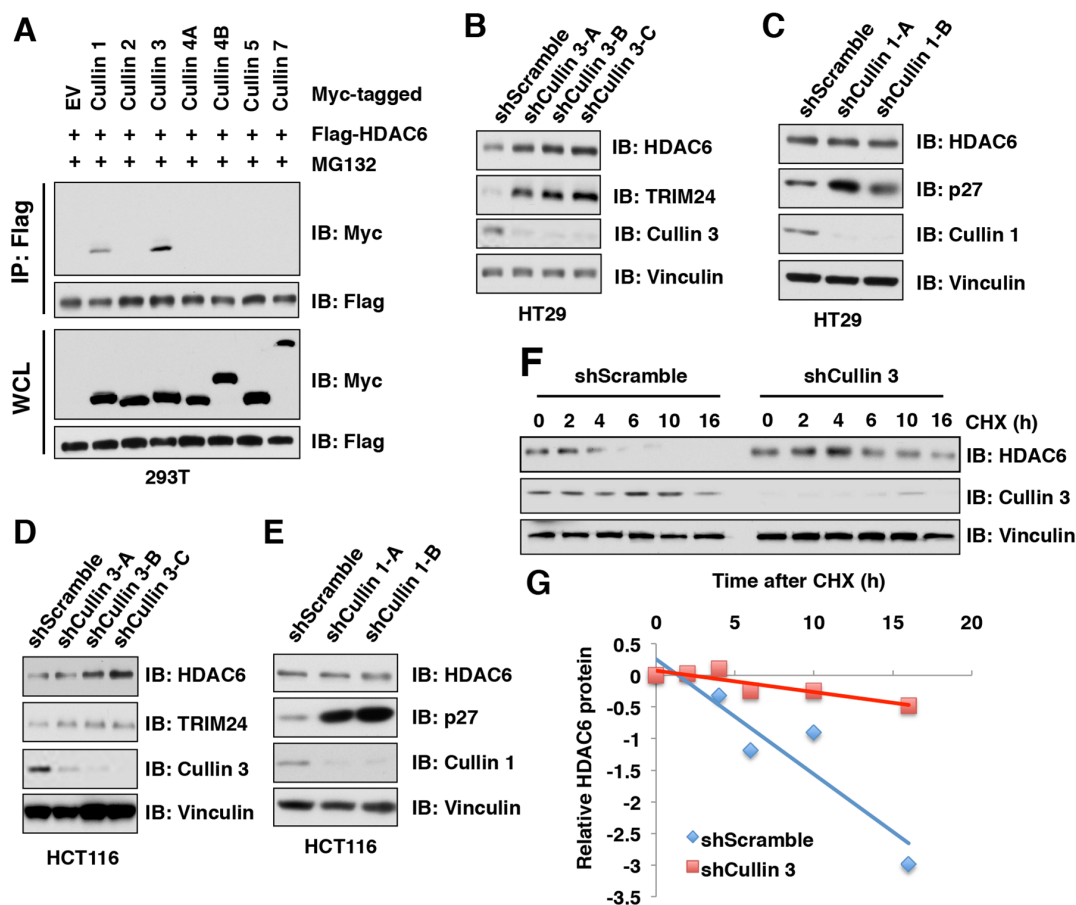 A
EV
Cullin 1
Cullin 2
Cullin 3
Cullin 4A
Cullin 4B
Cullin 5
Cullin 7
Myc-tagged
+ + + + + + + + Flag-HDAC6
+ + + + + + + + MG132
IP: Flag
IB: Myc
IB: Flag
WCL
IB: Myc
IB: Flag
293T
B
shScramble
shCullin 3-A
shCullin 3-B
shCullin 3-C
IB: HDAC6
IB: TRIM24
IB: Cullin 3
IB: Vinculin
HT29
C
shScramble
shCullin 1-A
shCullin 1-B
IB: HDAC6
IB: p27
IB: Cullin 1
IB: Vinculin
HT29
D
shScramble
shCullin 3-A
shCullin 3-B
shCullin 3-C
IB: HDAC6
IB: TRIM24
IB: Cullin 3
IB: Vinculin
HCT116
E
shScramble
shCullin 1-A
shCullin 1-B
IB: HDAC6
IB: p27
IB: Cullin 1
IB: Vinculin
HCT116
F
shScramble shCullin 3
0 2 4 6 10 16 0 2 4 6 10 16 CHX (h)
IB: HDAC6
IB: Cullin 3
IB: Vinculin
G
Time after CHX (h)
0 5 10 15 20
Relative HDAC6 protein
0.5
0
-0.5
-1
-1.5
-2
-2.5
-3
-3.5
shScramble
shCullin 3